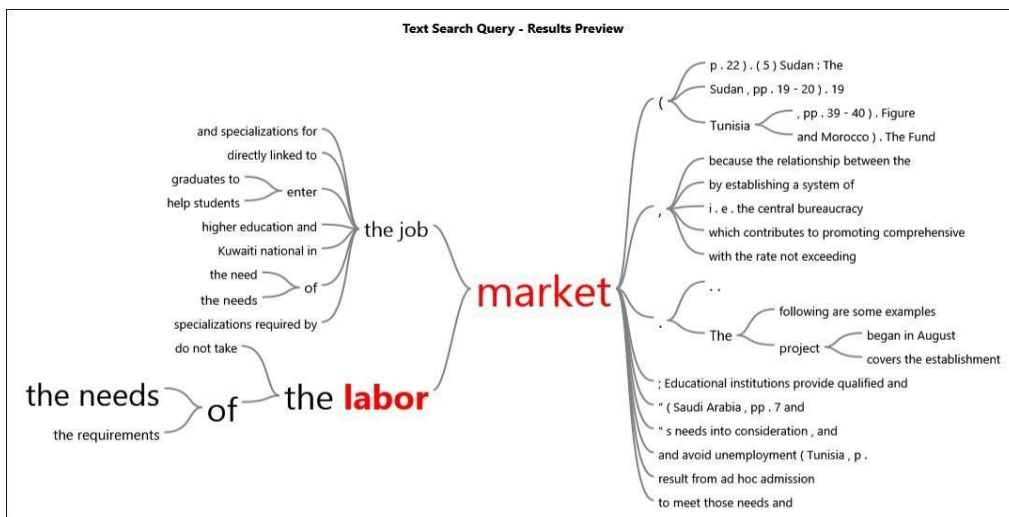 Text Search Query - Results Preview
and specializations for
directly linked to
graduates to
help students
enter
higher education and
Kuwaiti national in
the need
the needs
of
specializations required by
the job
do not take
the needs
the requirements
of
the labor
market
(
p . 22 ) . ( 5 ) Sudan : The
Sudan , pp . 19 - 20 ) . 19
Tunisia
, pp . 39 - 40 ) . Figure
and Morocco ) . The Fund
,
because the relationship between the
by establishing a system of
i . e . the central bureaucracy
which contributes to promoting comprehensive
with the rate not exceeding
.
. .
The
following are some examples
project
began in August
covers the establishment
; Educational institutions provide qualified and
" ( Saudi Arabia , pp . 7 and
" s needs into consideration , and
and avoid unemployment ( Tunisia , p .
result from ad hoc admission
to meet those needs and